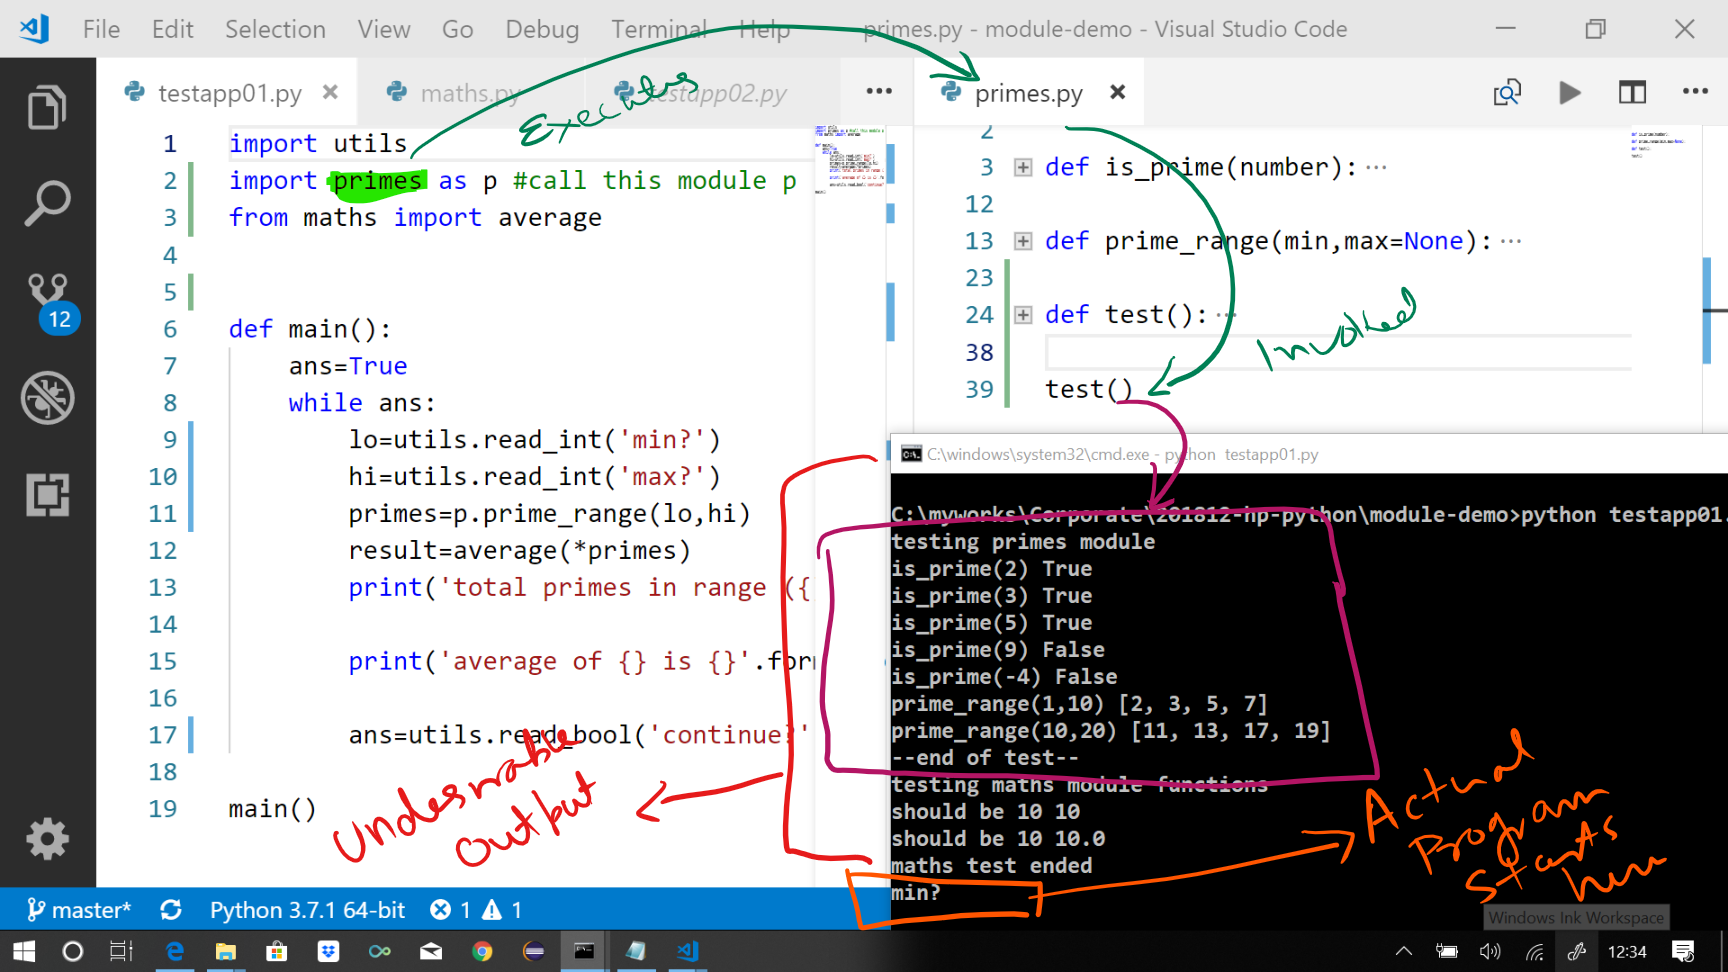 File Edit Selection View Go Debug Terminal Help primes.py - module-demo - Visual Studio Code
testapp01.py
maths.py
testapp02.py
primes.py
Executes
1 import utils
2 import primes as p #call this module p
3 from maths import average
4
5
6 def main():
7 ans=True
8 while ans:
9 lo=utils.read_int('min?')
10 hi=utils.read_int('max?')
11 primes=p.prime_range(lo,hi)
12 result=average(*primes)
13 print('total primes in range ({
14
15 print('average of {} is {}'.for
16
17 ans=utils.read_bool('continue?'
18
19 main()
2
3 def is_prime(number): ...
12
13 def prime_range(min,max=None): ...
23
24 def test(): ...
38
39 test()
Invoked
12
C:\windows\system32\cmd.exe - python testapp01.py
C:\myworks\Corporate\201812-hp-python\module-demo>python testapp01.
testing primes module
is_prime(2) True
is_prime(3) True
is_prime(5) True
is_prime(9) False
is_prime(-4) False
prime_range(1,10) [2, 3, 5, 7]
prime_range(10,20) [11, 13, 17, 19]
--end of test--
testing maths module functions
should be 10 10
should be 10 10.0
maths test ended
min?
Undesirable
Output
Actual
Program
Starts
here
Windows Ink Workspace
master* Python 3.7.1 64-bit 1 1
12:34